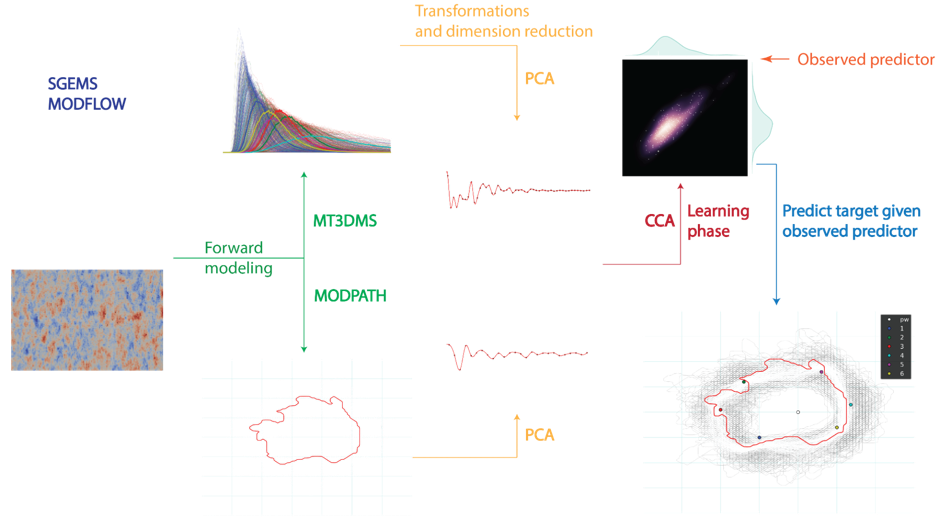 Transformations
and dimension reduction
PCA
SGEMS
MODFLOW
Observed predictor
MT3DMS
Forward
modeling
MODPATH
CCA
Learning
phase
Predict target given
observed predictor
PCA
pw
1
2
3
4
5
6